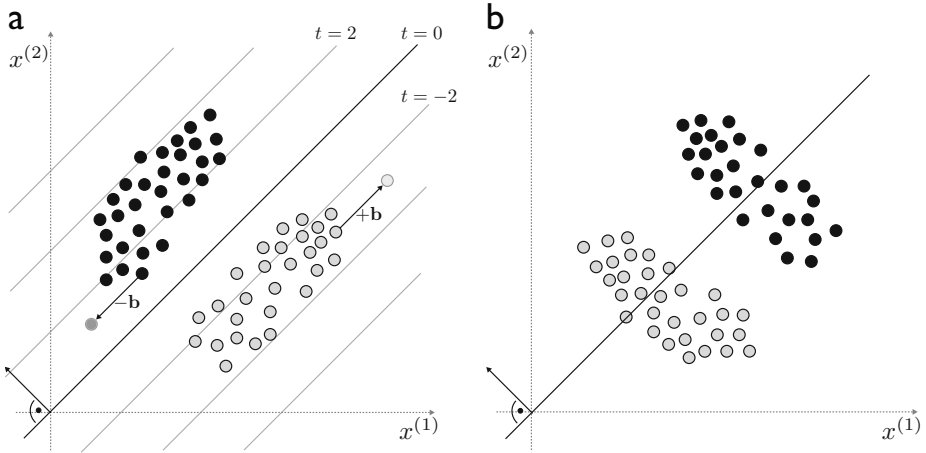 a
b
t = 2
t = 0
x^{(2)}
x^{(2)}
t = −2
+b
−b
x^{(1)}
x^{(1)}